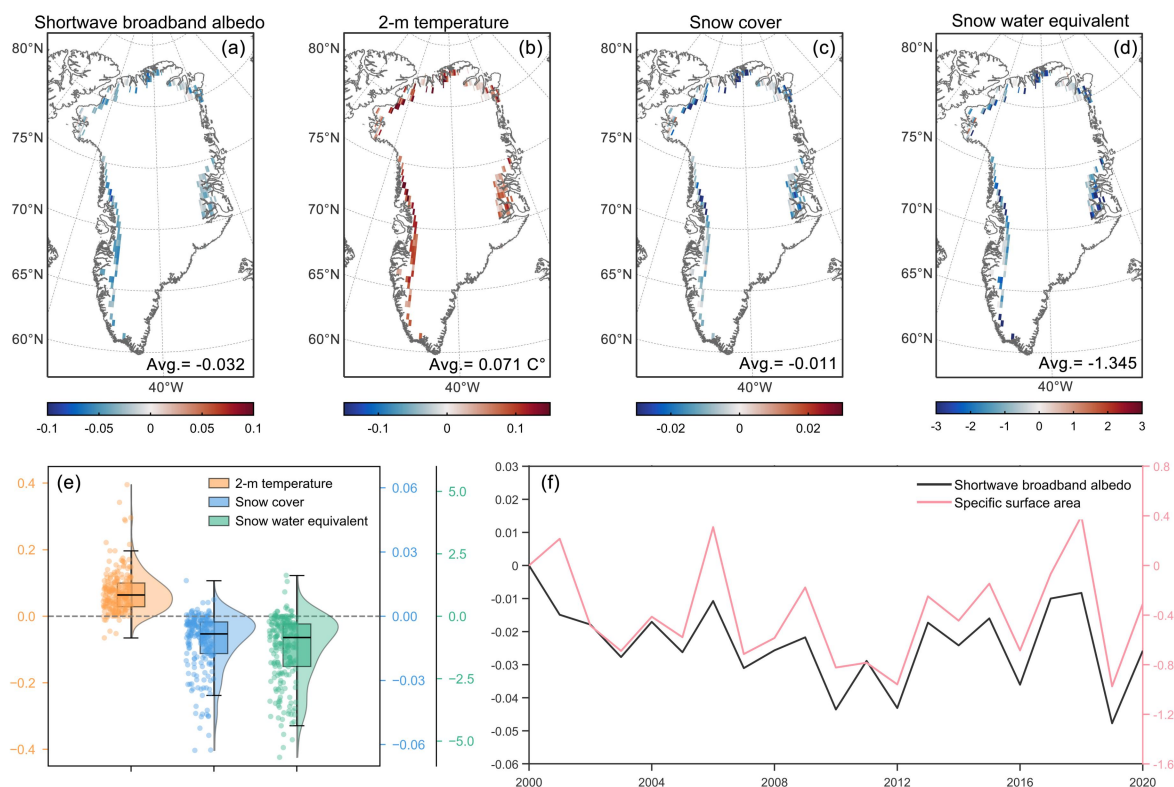 Shortwave broadband albedo
2-m temperature
Snow cover
Snow water equivalent
80°N
(a)
80°N
(b)
80°N
(c)
80°N
(d)
75°N
75°N
75°N
75°N
70°N
70°N
70°N
70°N
65°N
65°N
65°N
65°N
60°N
60°N
60°N
60°N
Avg.= -0.032
Avg.= 0.071 C°
Avg.= -0.011
Avg.= -1.345
40°W
40°W
40°W
40°W
-0.1 -0.05 0 0.05 0.1
-0.1 0 0.1
-0.02 0 0.02
-3 -2 -1 0 1 2 3
(e)
2-m temperature
Snow cover
Snow water equivalent
0.4
0.2
0.0
−0.2
−0.4
0.06
0.03
0.00
−0.03
−0.06
5.0
2.5
0.0
−2.5
−5.0
(f)
Shortwave broadband albedo
Specific surface area
0.03
0.02
0.01
0
-0.01
-0.02
-0.03
-0.04
-0.05
-0.06
0.8
0.4
0
-0.4
-0.8
-1.2
-1.6
2000 2004 2008 2012 2016 2020